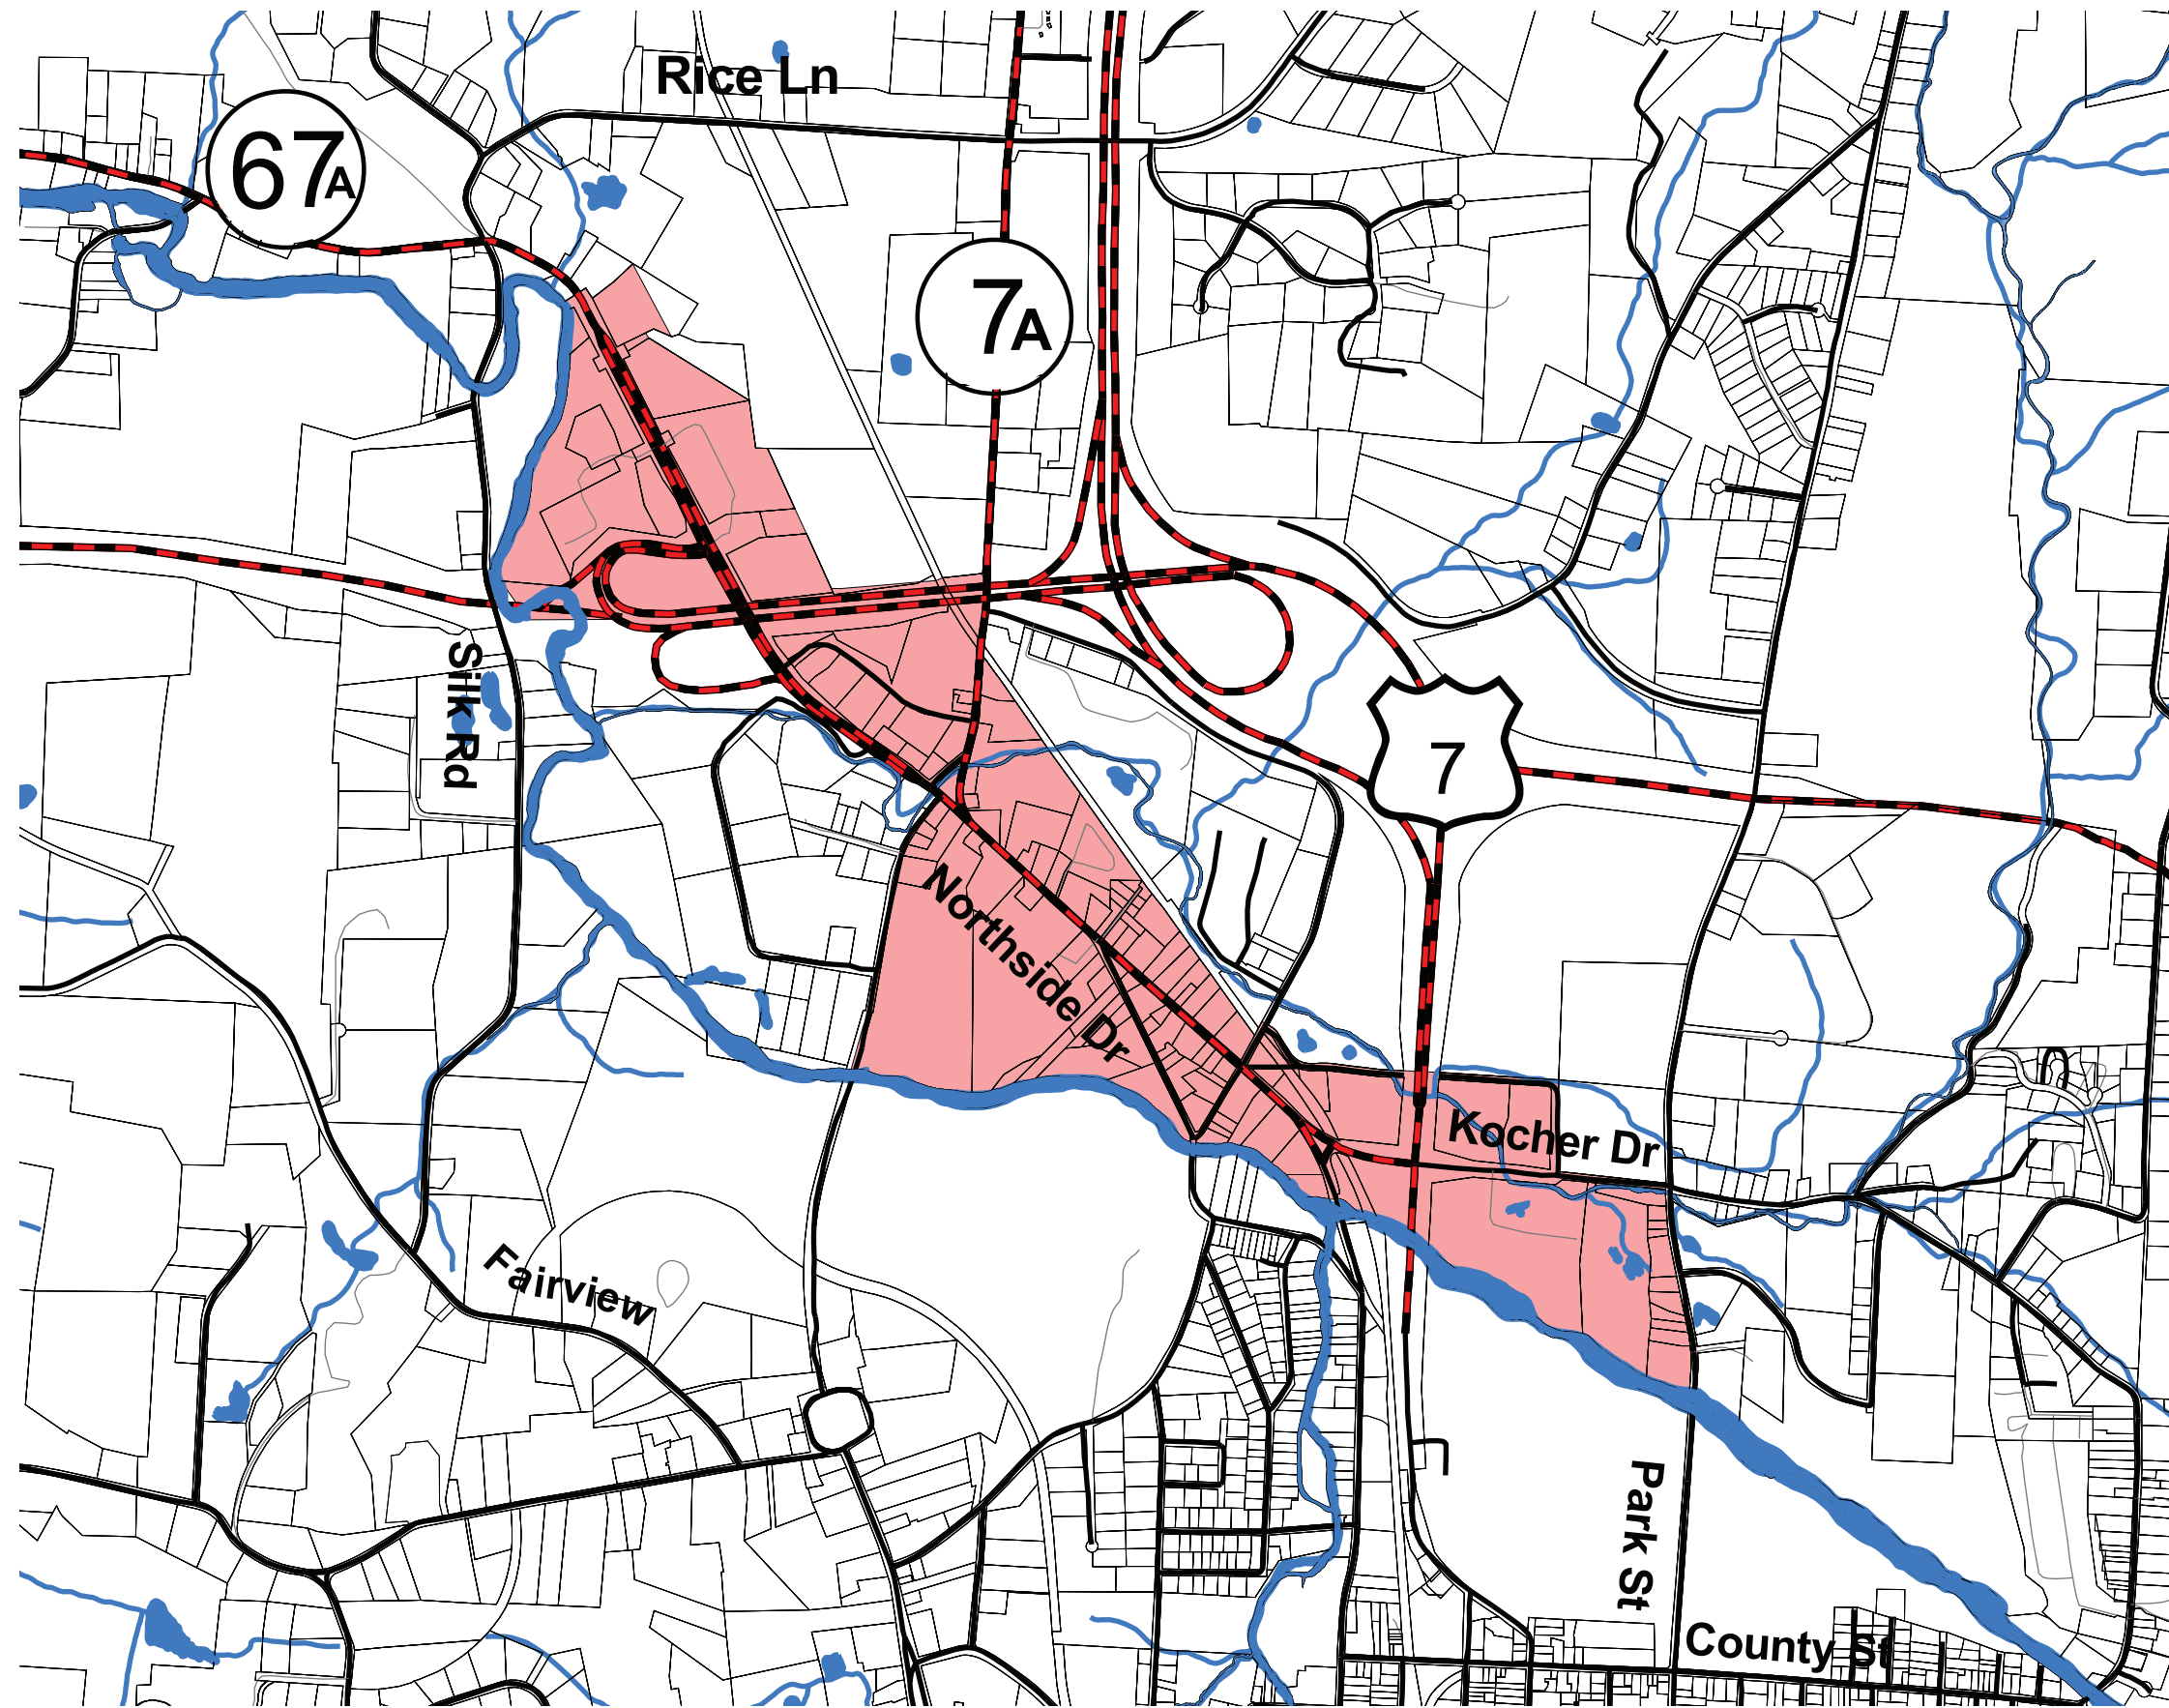 Rice Ln
67A
7A
Silk Rd
7
Northside Dr
Kocher Dr
Fairview
Park St
County St